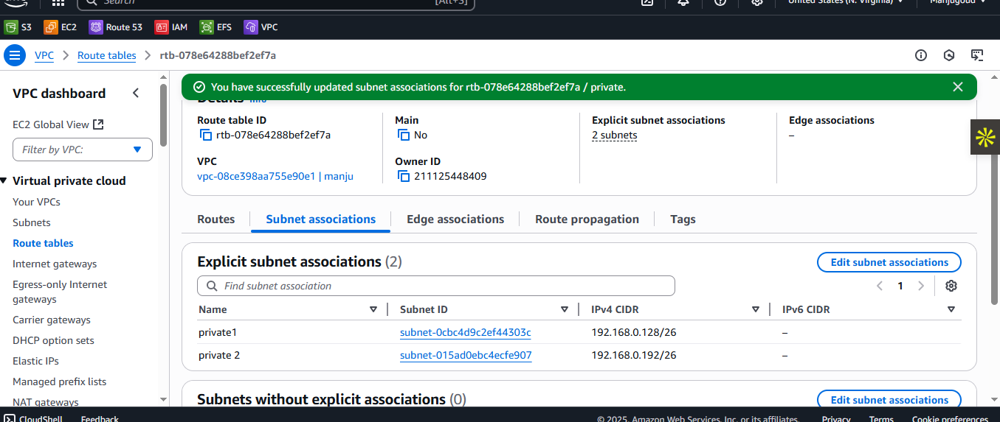 Search [Alt+S] United States (N. Virginia) Manjugoud
S3 EC2 Route 53 IAM EFS VPC
VPC Route tables rtb-078e64288bef2ef7a
VPC dashboard
EC2 Global View
Filter by VPC:
Virtual private cloud
Your VPCs
Subnets
Route tables
Internet gateways
Egress-only Internet
gateways
Carrier gateways
DHCP option sets
Elastic IPs
Managed prefix lists
NAT gateways
You have successfully updated subnet associations for rtb-078e64288bef2ef7a / private.
Details Info
Route table ID
rtb-078e64288bef2ef7a
VPC
vpc-08ce398aa755e90e1 | manju
Main
No
Owner ID
211125448409
Explicit subnet associations
2 subnets
Edge associations
–
Routes Subnet associations Edge associations Route propagation Tags
Explicit subnet associations (2)
Edit subnet associations
Find subnet association
1
Name Subnet ID IPv4 CIDR IPv6 CIDR
private1 subnet-0cbc4d9c2ef44303c 192.168.0.128/26 –
private 2 subnet-015ad0ebc4ecfe907 192.168.0.192/26 –
Subnets without explicit associations (0)
Edit subnet associations
CloudShell Feedback © 2025, Amazon Web Services, Inc. or its affiliates. Privacy Terms Cookie preferences